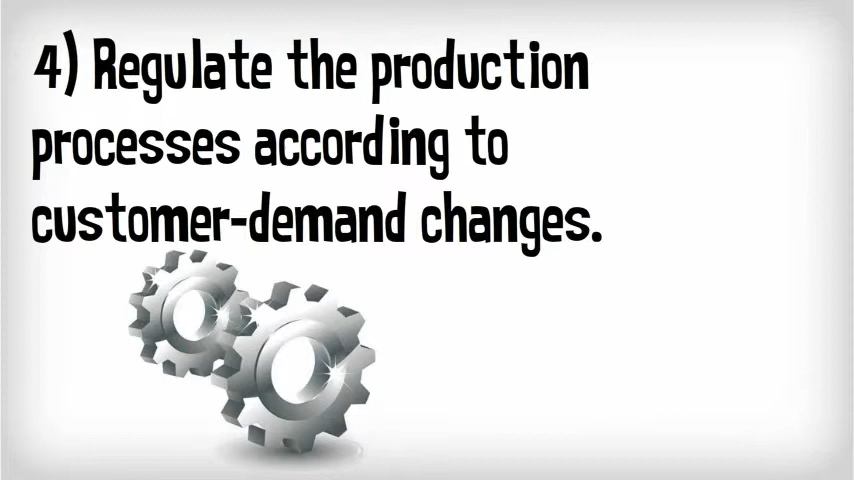 4) Regulate the production
processes according to
customer-demand changes.